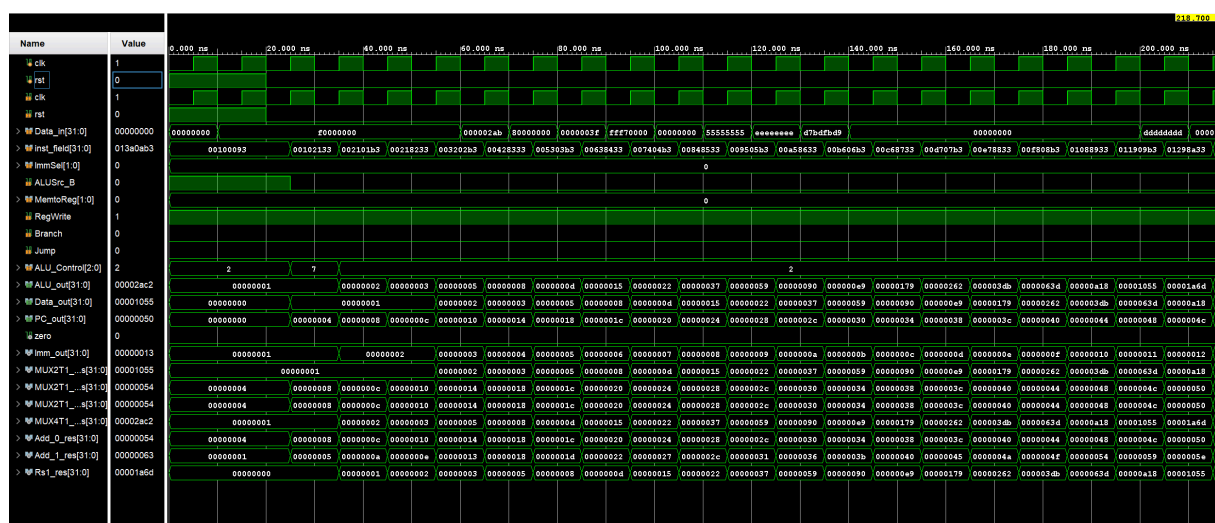 218.700
Name Value 0.000 ns 20.000 ns 40.000 ns 60.000 ns 80.000 ns 100.000 ns 120.000 ns 140.000 ns 160.000 ns 180.000 ns 200.000 ns
clk 1
rst 0
clk 1
rst 0
Data_in[31:0] 00000000 00000000 f0000000 000002ab 80000000 0000003f fff70000 00000000 55555555 eeeeeeee d7bdfbd9 00000000 dddddddd 0000
inst_field[31:0] 013a0ab3 00100093 00102133 002101b3 00218233 003202b3 00428333 005303b3 00638433 007404b3 00848533 009505b3 00a58633 00b606b3 00c68733 00d707b3 00e78833 00f808b3 01088933 011909b3 01298a33
ImmSel[1:0] 0 0
ALUSrc_B 0
MemtoReg[1:0] 0 0
RegWrite 1
Branch 0
Jump 0
ALU_Control[2:0] 2 2 7 2
ALU_out[31:0] 00002ac2 00000001 00000002 00000003 00000005 00000008 0000000d 00000015 00000022 00000037 00000059 00000090 000000e9 00000179 00000262 000003db 0000063d 00000a18 00001055 00001a6d
Data_out[31:0] 00001055 00000000 00000001 00000002 00000003 00000005 00000008 0000000d 00000015 00000022 00000037 00000059 00000090 000000e9 00000179 00000262 000003db 0000063d 00000a18
PC_out[31:0] 00000050 00000000 00000004 00000008 0000000c 00000010 00000014 00000018 0000001c 00000020 00000024 00000028 0000002c 00000030 00000034 00000038 0000003c 00000040 00000044 00000048 0000004c
zero 0
Imm_out[31:0] 00000013 00000001 00000002 00000003 00000004 00000005 00000006 00000007 00000008 00000009 0000000a 0000000b 0000000c 0000000d 0000000e 0000000f 00000010 00000011 00000012
MUX2T1_...s[31:0] 00001055 00000001 00000002 00000003 00000005 00000008 0000000d 00000015 00000022 00000037 00000059 00000090 000000e9 00000179 00000262 000003db 0000063d 00000a18
MUX2T1_...s[31:0] 00000054 00000004 00000008 0000000c 00000010 00000014 00000018 0000001c 00000020 00000024 00000028 0000002c 00000030 00000034 00000038 0000003c 00000040 00000044 00000048 0000004c 00000050
MUX2T1_...s[31:0] 00000054 00000004 00000008 0000000c 00000010 00000014 00000018 0000001c 00000020 00000024 00000028 0000002c 00000030 00000034 00000038 0000003c 00000040 00000044 00000048 0000004c 00000050
MUX4T1_...s[31:0] 00002ac2 00000001 00000002 00000003 00000005 00000008 0000000d 00000015 00000022 00000037 00000059 00000090 000000e9 00000179 00000262 000003db 0000063d 00000a18 00001055 00001a6d
Add_0_res[31:0] 00000054 00000004 00000008 0000000c 00000010 00000014 00000018 0000001c 00000020 00000024 00000028 0000002c 00000030 00000034 00000038 0000003c 00000040 00000044 00000048 0000004c 00000050
Add_1_res[31:0] 00000063 00000001 00000005 0000000a 0000000e 00000013 00000018 0000001d 00000022 00000027 0000002c 00000031 00000036 0000003b 00000040 00000045 0000004a 0000004f 00000054 00000059 0000005e
Rs1_res[31:0] 00001a6d 00000000 00000001 00000002 00000003 00000005 00000008 0000000d 00000015 00000022 00000037 00000059 00000090 000000e9 00000179 00000262 000003db 0000063d 00000a18 00001055